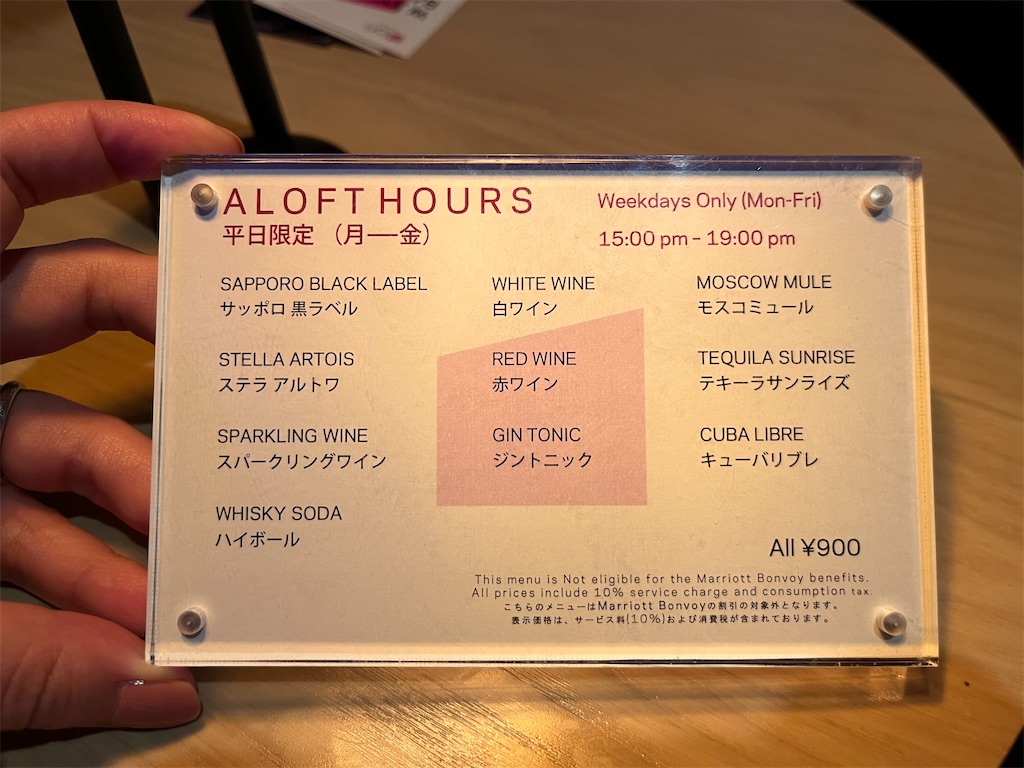 ALOFT HOURS
平日限定 （月──金）
Weekdays Only (Mon-Fri)
15:00 pm - 19:00 pm
SAPPORO BLACK LABEL
サッポロ 黒ラベル
STELLA ARTOIS
ステラ アルトワ
SPARKLING WINE
スパークリングワイン
WHISKY SODA
ハイボール
WHITE WINE
白ワイン
RED WINE
赤ワイン
GIN TONIC
ジントニック
MOSCOW MULE
モスコミュール
TEQUILA SUNRISE
テキーラサンライズ
CUBA LIBRE
キューバリブレ
All ¥900
This menu is Not eligible for the Marriott Bonvoy benefits.
All prices include 10% service charge and consumption tax.
こちらのメニューはMarriott Bonvoyの割引の対象外となります。
表示価格は、サービス料(10%)および消費税が含まれております。